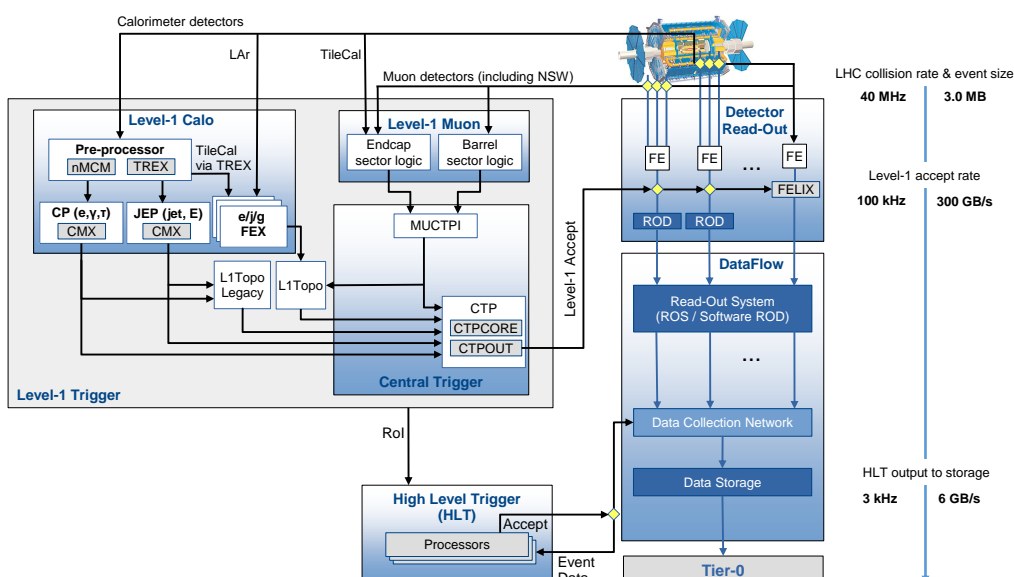 Calorimeter detectors
LAr
TileCal
Muon detectors (including NSW)
LHC collision rate & event size
40 MHz
3.0 MB
Level-1 Calo
Pre-processor
nMCM
TREX
TileCal
via TREX
CP (e,γ,τ)
CMX
JEP (jet, E)
CMX
e/j/g
FEX
Level-1 Muon
Endcap
sector logic
Barrel
sector logic
Detector
Read-Out
FE
FE
...
FE
FELIX
ROD
ROD
Level-1 accept rate
100 kHz
300 GB/s
MUCTPI
L1Topo
Legacy
L1Topo
CTP
CTPCORE
CTPOUT
Central Trigger
Level-1 Trigger
Level-1 Accept
DataFlow
Read-Out System
(ROS / Software ROD)
...
Data Collection Network
Data Storage
RoI
HLT output to storage
3 kHz
6 GB/s
High Level Trigger
(HLT)
Accept
Processors
Event
Data
Tier-0